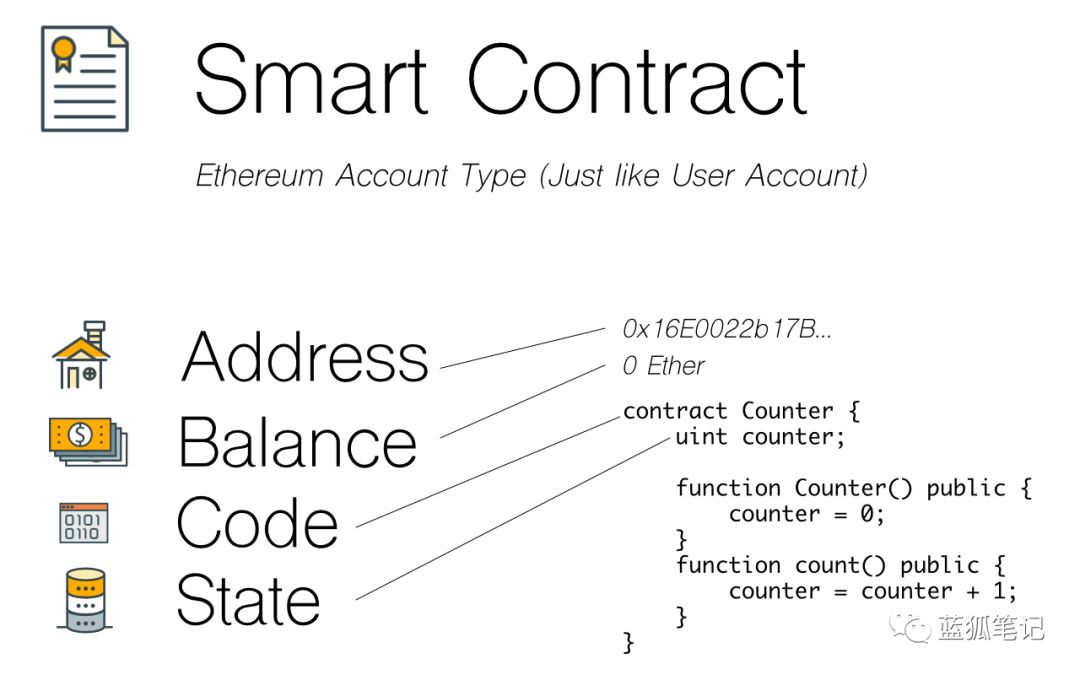 Smart Contract
Ethereum Account Type (Just like User Account)
Address
0x16E0022b17B...
Balance
0 Ether
Code
contract Counter {
State
uint counter;
function Counter() public {
counter = 0;
}
function count() public {
counter = counter + 1;
}
}
0101
0110
$
蓝狐笔记